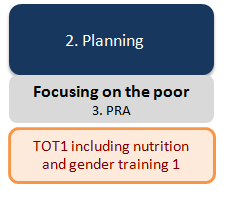 2. Planning
Focusing on the poor
3. PRA
TOT1 including nutrition
and gender training 1